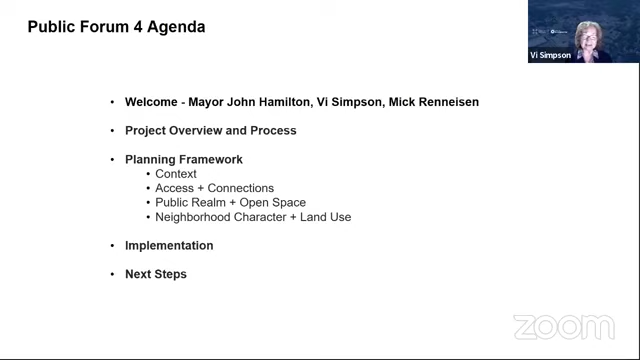 Public Forum 4 Agenda
Vi Simpson
• Welcome - Mayor John Hamilton, Vi Simpson, Mick Renneisen
• Project Overview and Process
• Planning Framework
• Context
• Access + Connections
• Public Realm + Open Space
• Neighborhood Character + Land Use
• Implementation
• Next Steps
zoom